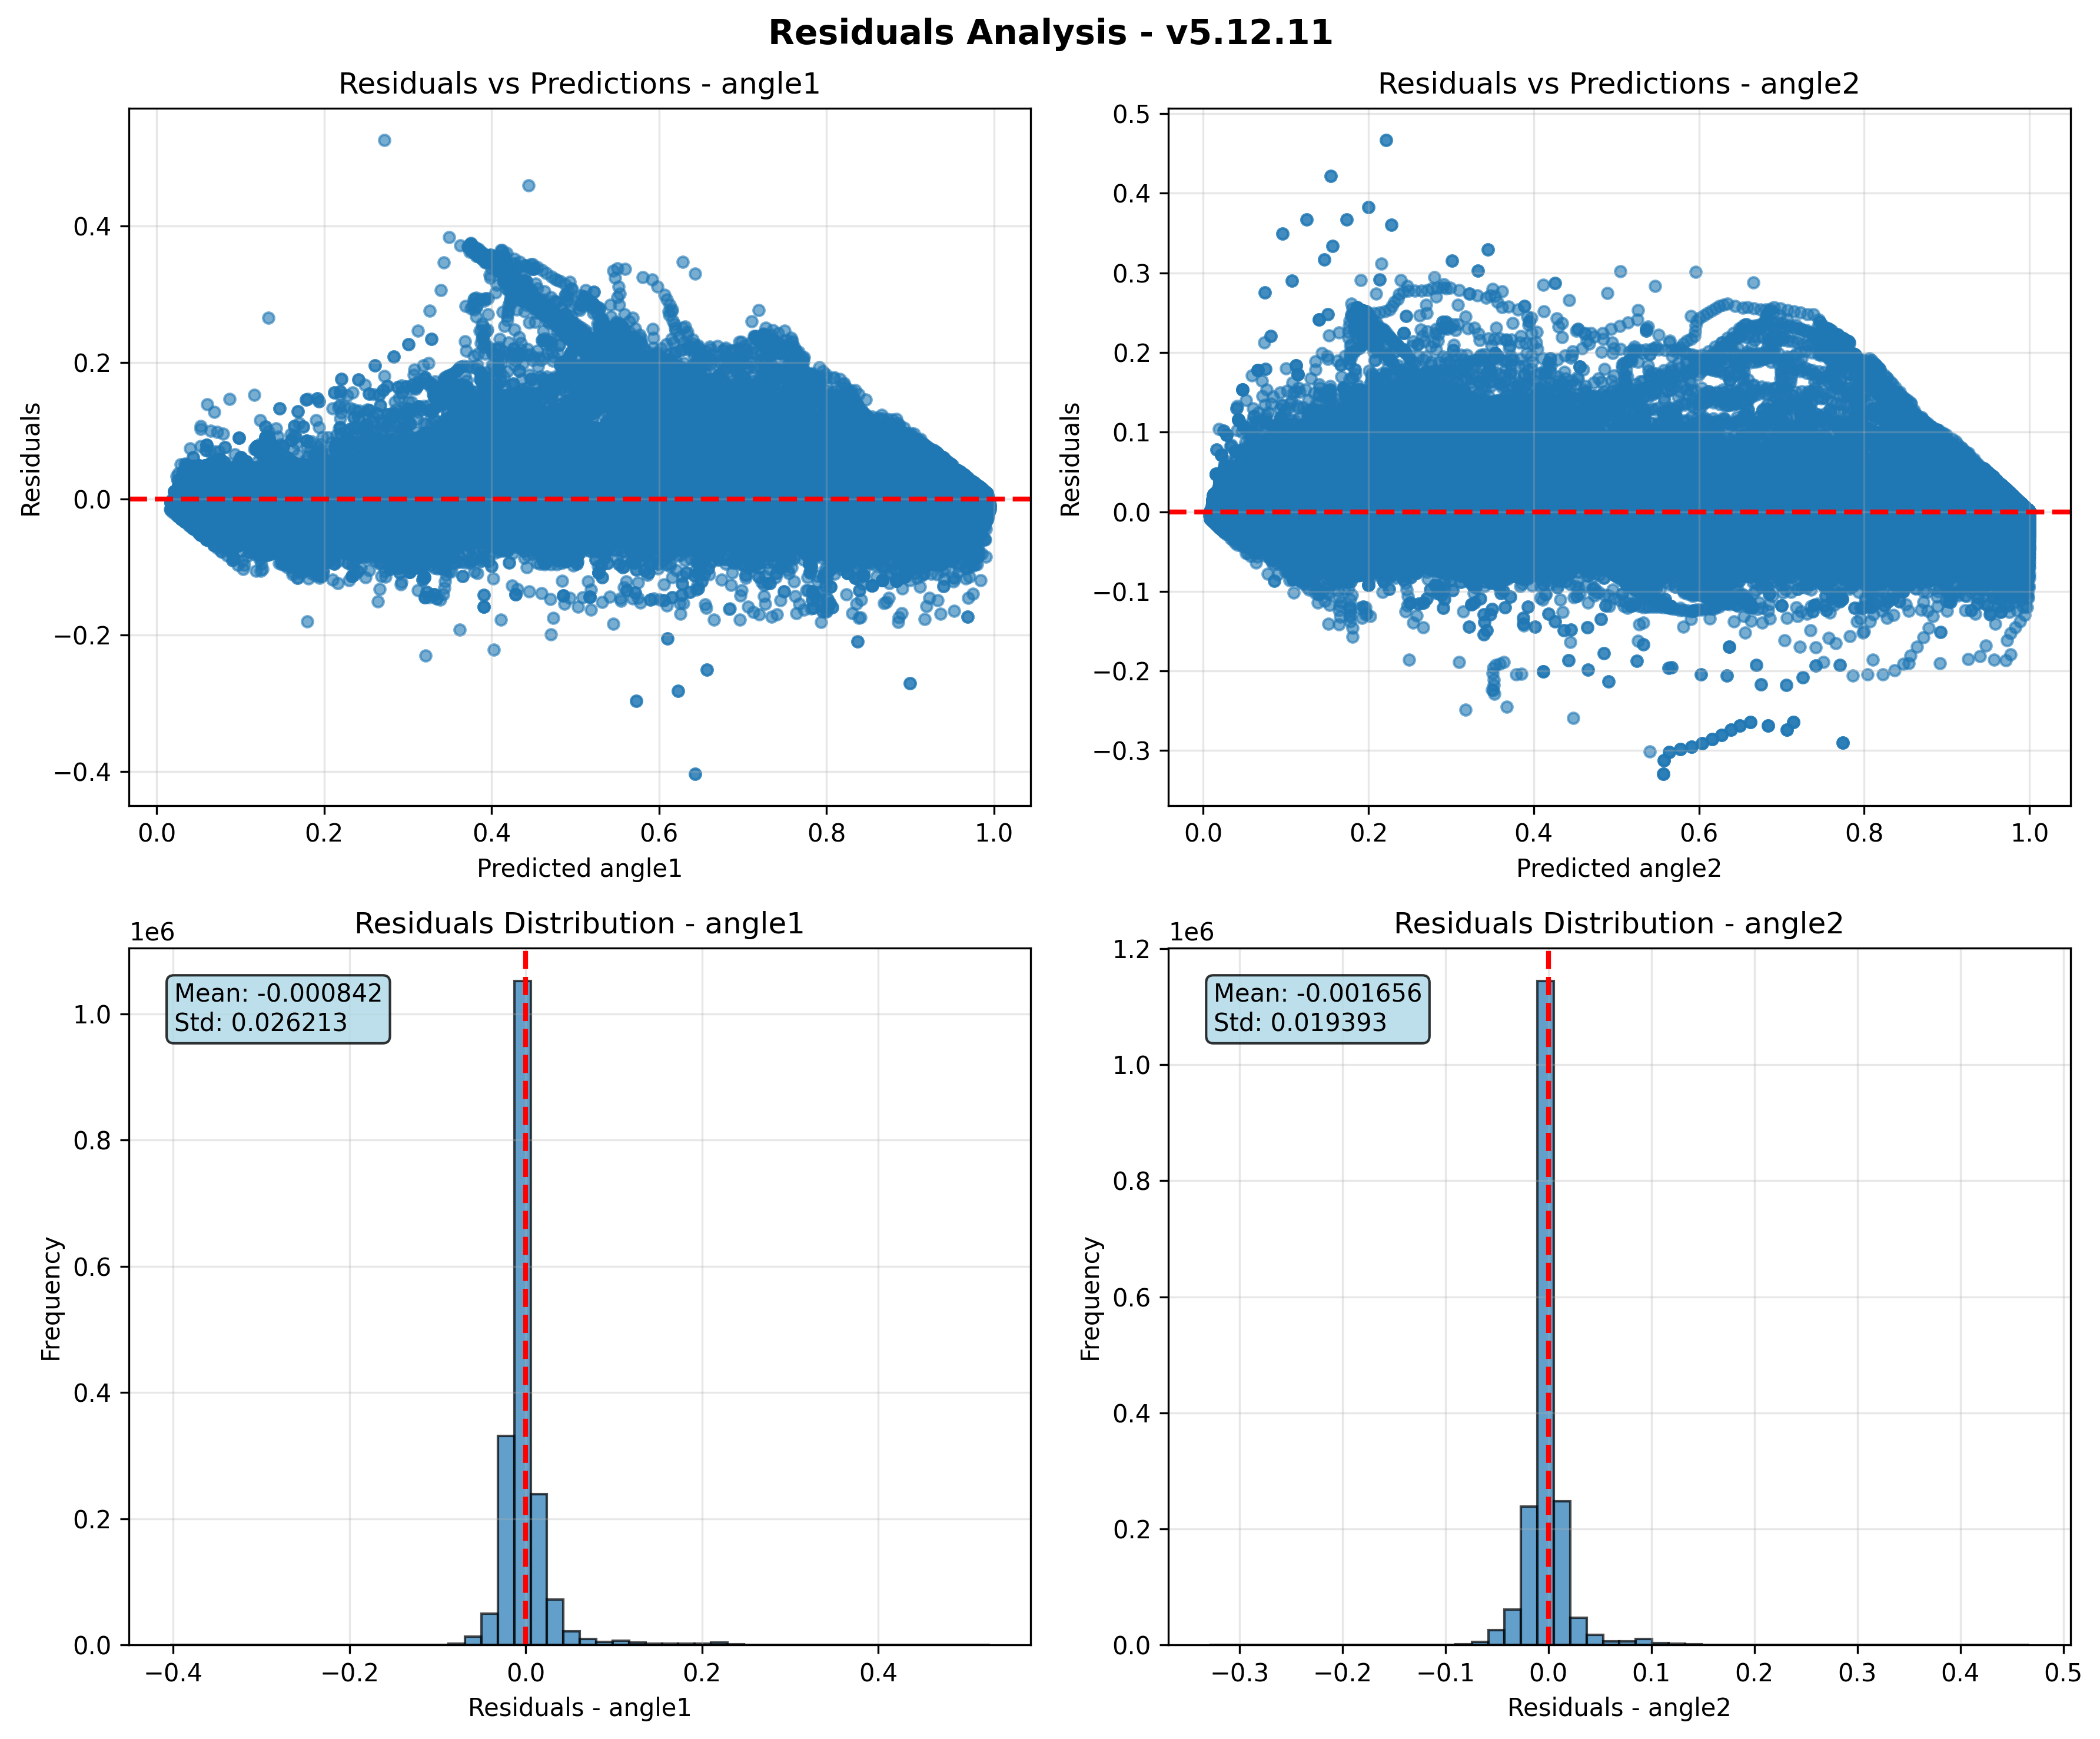 Residuals Analysis - v5.12.11
Residuals vs Predictions - angle1
0.4
0.2
0.0
−0.2
−0.4
Residuals
0.0 0.2 0.4 0.6 0.8 1.0
Predicted angle1
Residuals vs Predictions - angle2
0.5
0.4
0.3
0.2
0.1
0.0
−0.1
−0.2
−0.3
Residuals
0.0 0.2 0.4 0.6 0.8 1.0
Predicted angle2
Residuals Distribution - angle1
1e6
Mean: -0.000842
Std: 0.026213
1.0
0.8
0.6
0.4
0.2
0.0
Frequency
−0.4 −0.2 0.0 0.2 0.4
Residuals - angle1
Residuals Distribution - angle2
1e6
1.2
Mean: -0.001656
Std: 0.019393
1.0
0.8
0.6
0.4
0.2
0.0
Frequency
−0.3 −0.2 −0.1 0.0 0.1 0.2 0.3 0.4 0.5
Residuals - angle2